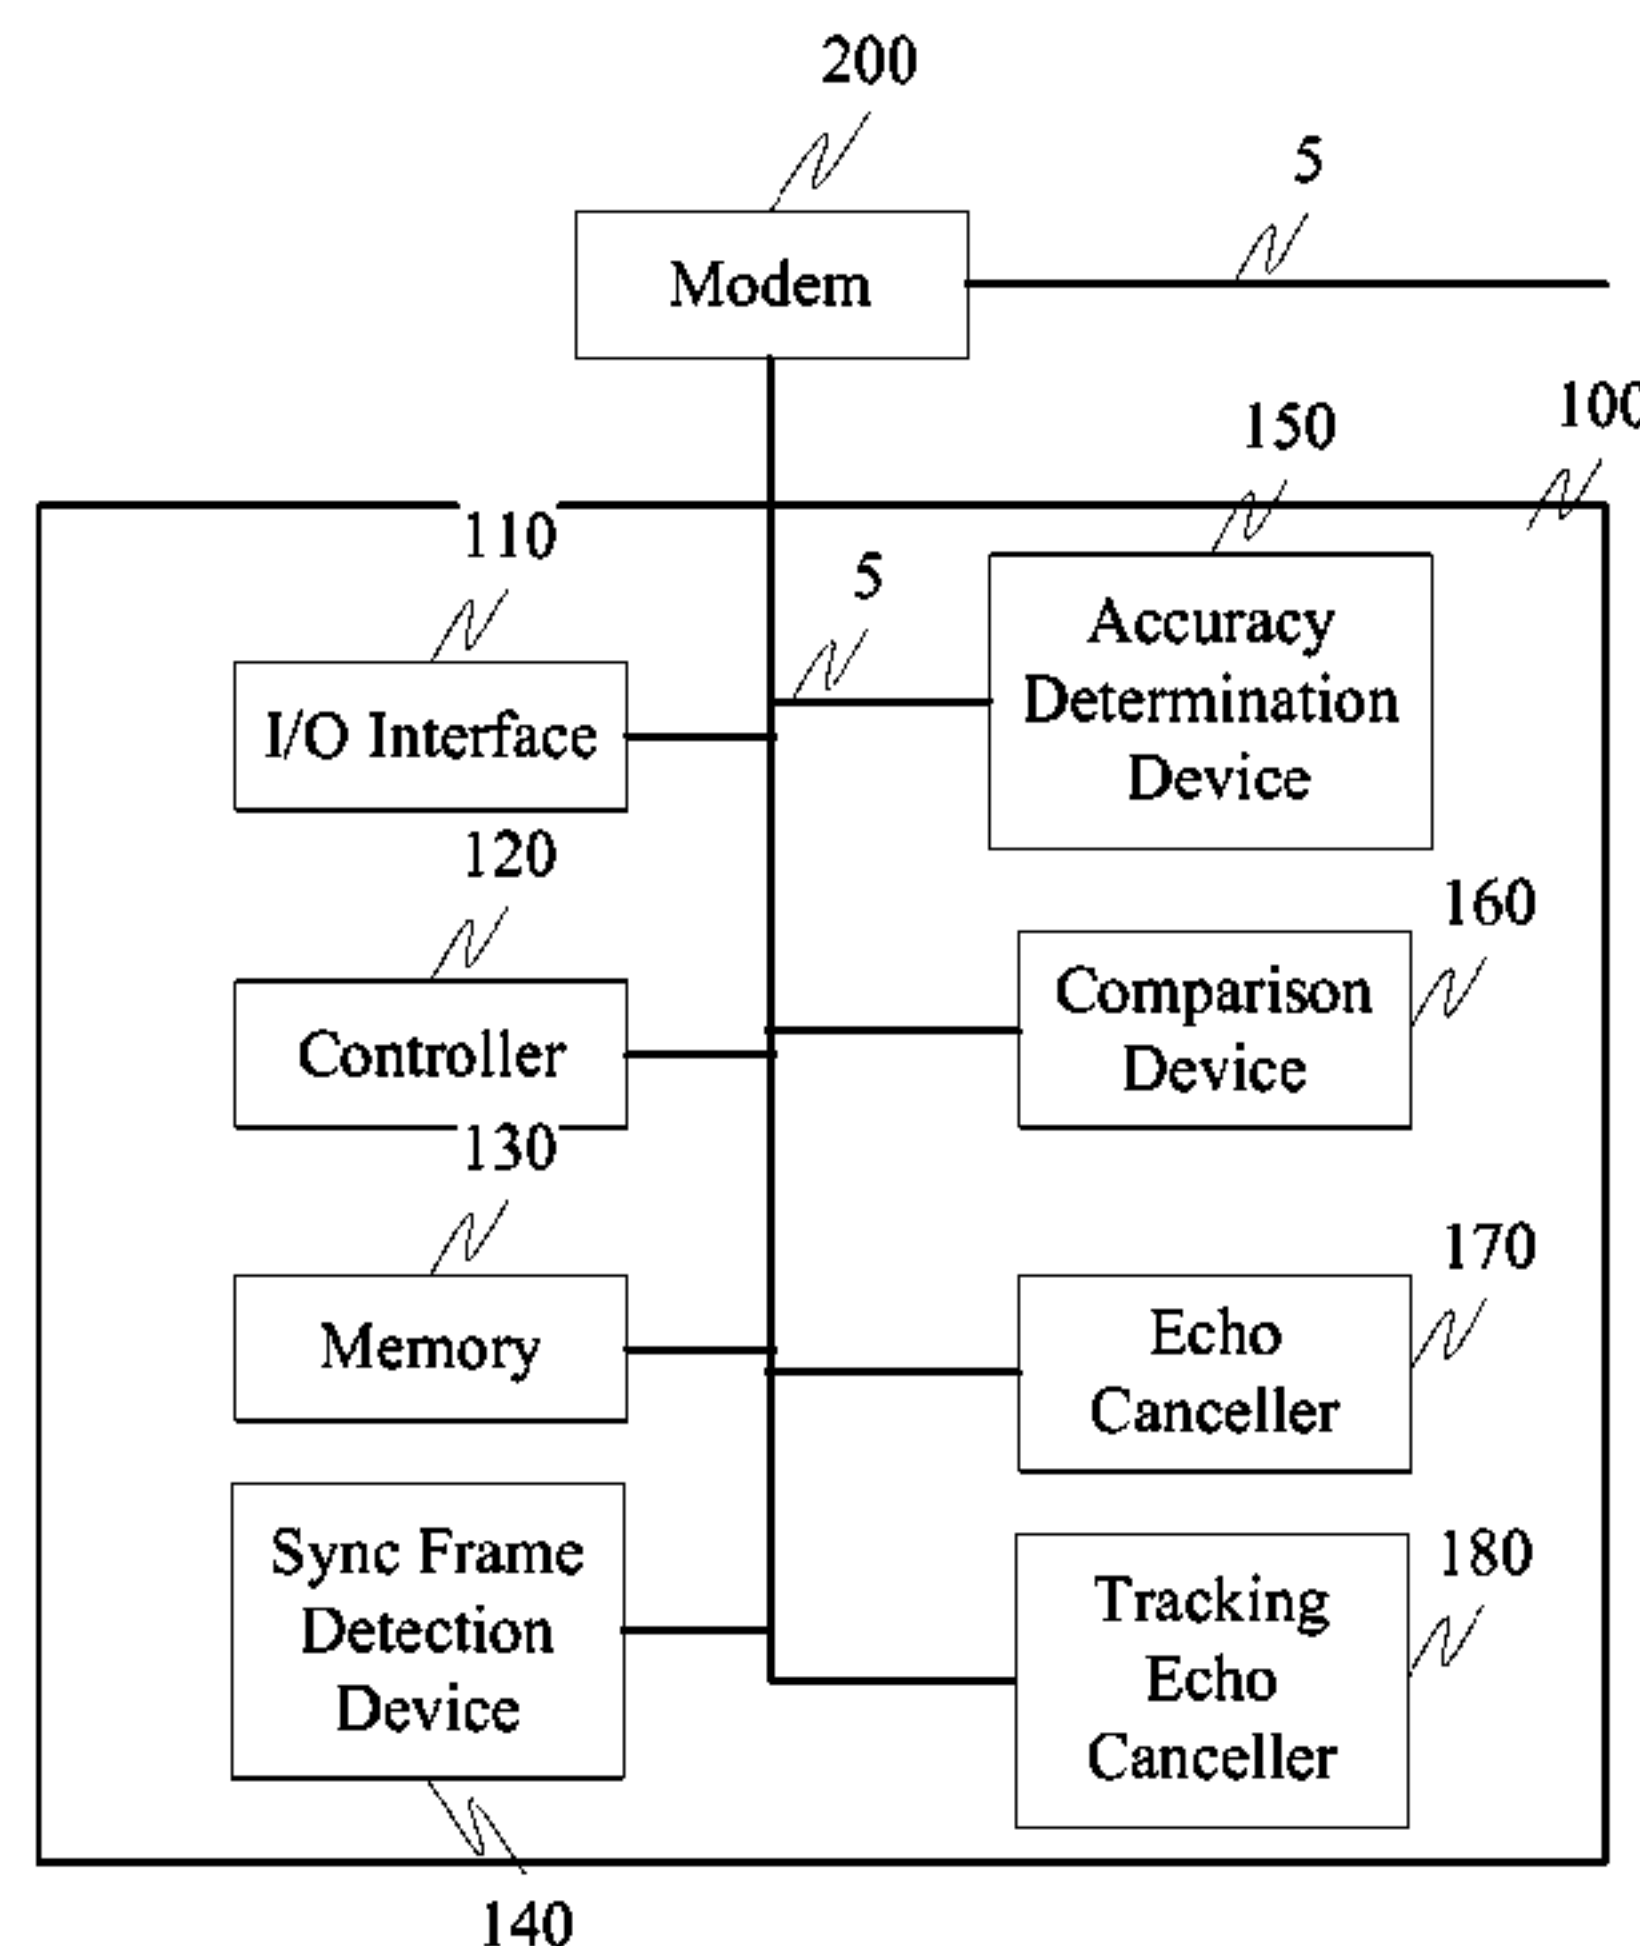 200
5
Modem
100
150
110
5
Accuracy
Determination
Device
I/O Interface
120
160
Controller
Comparison
Device
130
170
Memory
Echo
Canceller
Sync Frame
Detection
Device
180
Tracking
Echo
Canceller
140